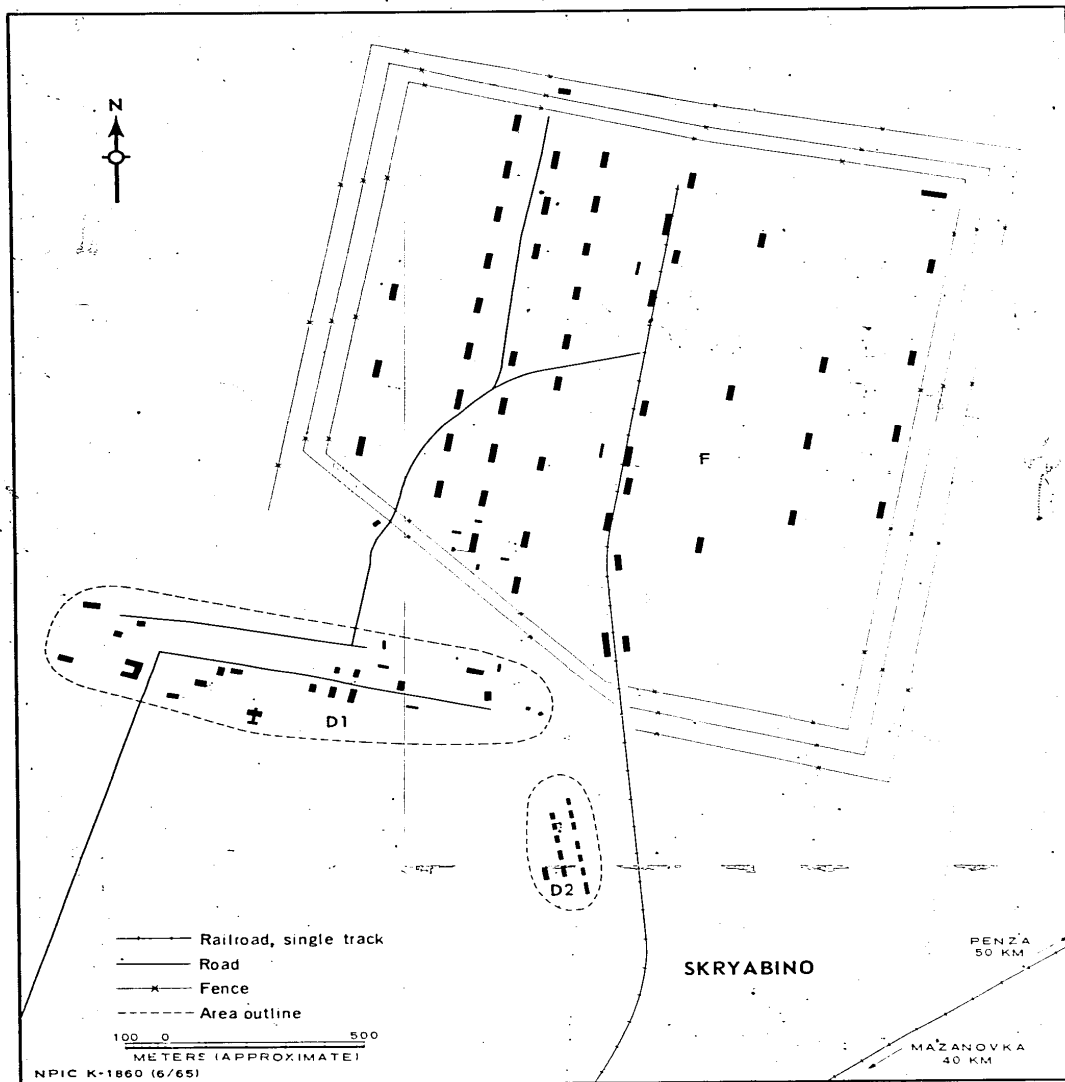 N
F
D1
D2
Railroad, single track
Road
Fence
Area outline
100 0 500
METERS (APPROXIMATE)
NPIC K-1860 (6/65)
SKRYABINO
PENZA
50 KM
MAZANOVKA
40 KM